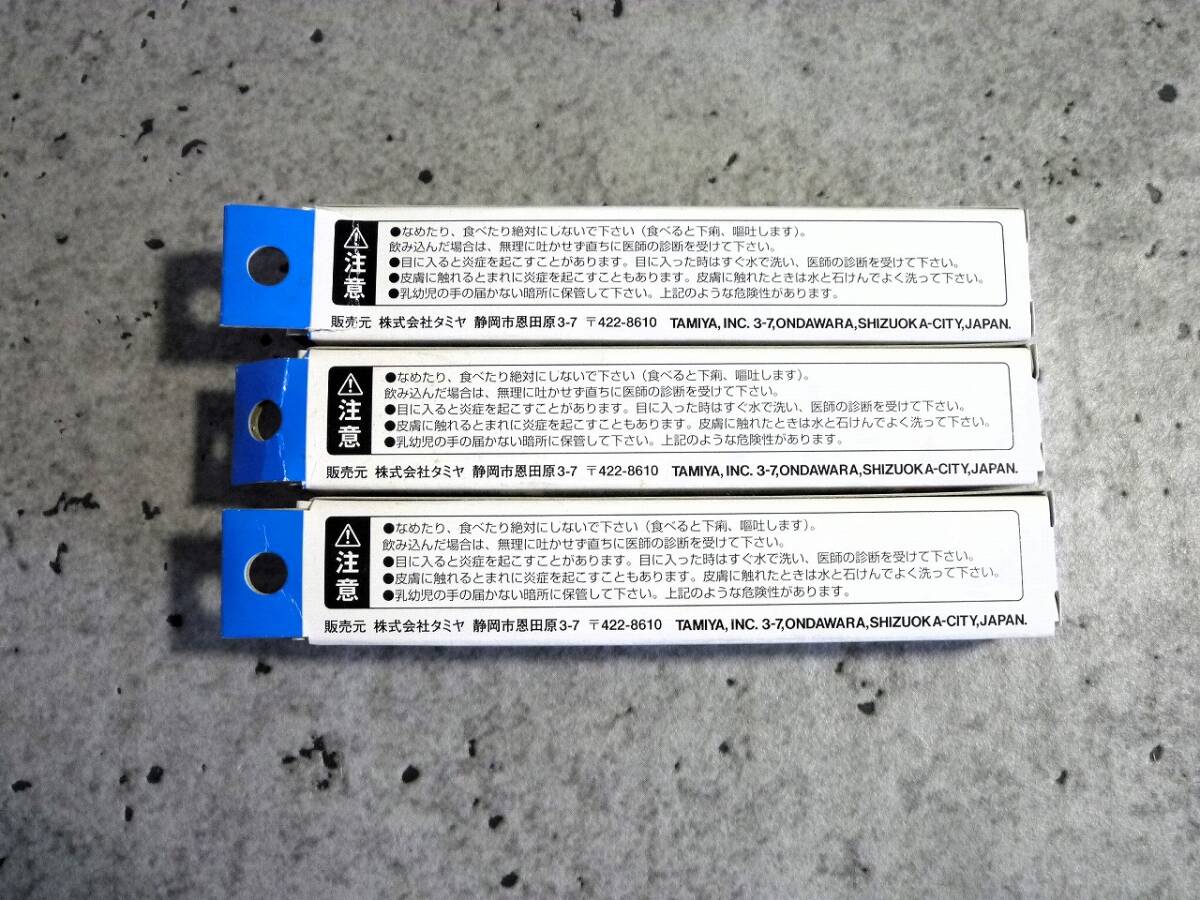 注意
●なめたり、食べたり絶対にしないで下さい（食べると下痢、嘔吐します）。
飲み込んだ場合は、無理に吐かせず直ちに医師の診断を受けて下さい。
●目に入ると炎症を起こすことがあります。目に入った時はすぐ水で洗い、医師の診断を受けて下さい。
●皮膚に触れるとまれに炎症を起こすこともあります。皮膚に触れたときは水と石けんでよく洗って下さい。
●乳幼児の手の届かない暗所に保管して下さい。上記のような危険性があります。
販売元 株式会社タミヤ 静岡市恩田原3-7 〒422-8610 TAMIYA, INC. 3-7,ONDAWARA,SHIZUOKA-CITY,JAPAN.
注意
●なめたり、食べたり絶対にしないで下さい（食べると下痢、嘔吐します）。
飲み込んだ場合は、無理に吐かせず直ちに医師の診断を受けて下さい。
●目に入ると炎症を起こすことがあります。目に入った時はすぐ水で洗い、医師の診断を受けて下さい。
●皮膚に触れるとまれに炎症を起こすこともあります。皮膚に触れたときは水と石けんでよく洗って下さい。
●乳幼児の手の届かない暗所に保管して下さい。上記のような危険性があります。
販売元 株式会社タミヤ 静岡市恩田原3-7 〒422-8610 TAMIYA, INC. 3-7,ONDAWARA,SHIZUOKA-CITY,JAPAN.
注意
●なめたり、食べたり絶対にしないで下さい（食べると下痢、嘔吐します）。
飲み込んだ場合は、無理に吐かせず直ちに医師の診断を受けて下さい。
●目に入ると炎症を起こすことがあります。目に入った時はすぐ水で洗い、医師の診断を受けて下さい。
●皮膚に触れるとまれに炎症を起こすこともあります。皮膚に触れたときは水と石けんでよく洗って下さい。
●乳幼児の手の届かない暗所に保管して下さい。上記のような危険性があります。
販売元 株式会社タミヤ 静岡市恩田原3-7 〒422-8610 TAMIYA, INC. 3-7,ONDAWARA,SHIZUOKA-CITY,JAPAN.